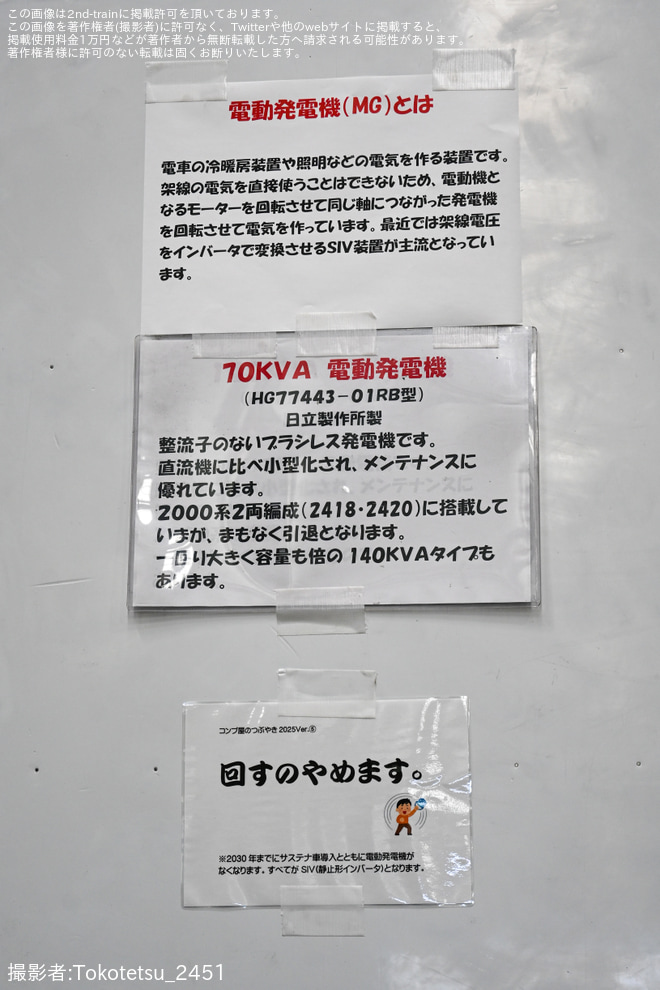 この画像は2nd-trainに掲載許可を頂いております。
この画像を著作権者(撮影者)に許可なく、Twitterや他のwebサイトに掲載すると、
掲載使用料金1万円などが著作者から無断転載した方へ請求される可能性があります。
著作権者様に許可のない転載は固くお断りいたします。
電動発電機(MG)とは
電車の冷暖房装置や照明などの電気を作る装置です。
架線の電気を直接使うことはできないため、電動機と
なるモーターを回転させて同じ軸につながった発電機
を回転させて電気を作っています。最近では架線電圧
をインバータで変換させるSIV装置が主流となってい
ます。
70KVA 電動発電機
(HG77443-01RB型)
日立製作所製
整流子のないブラシレス発電機です。
直流機に比べ小型化され、メンテナンスに
優れています。
2000系2両編成(2418・2420)に搭載して
いまが、まもなく引退となります。
一回り大きく容量も倍の140KVAタイプも
あります。
コンプ屋のつぶやき 2025Ver.⑤
回すのやめます。
※2030年までにサステナ車導入とともに電動発電機が
なくなります。すべてが SIV(静止形インバータ)となります。
撮影者:Tokotetsu_2451